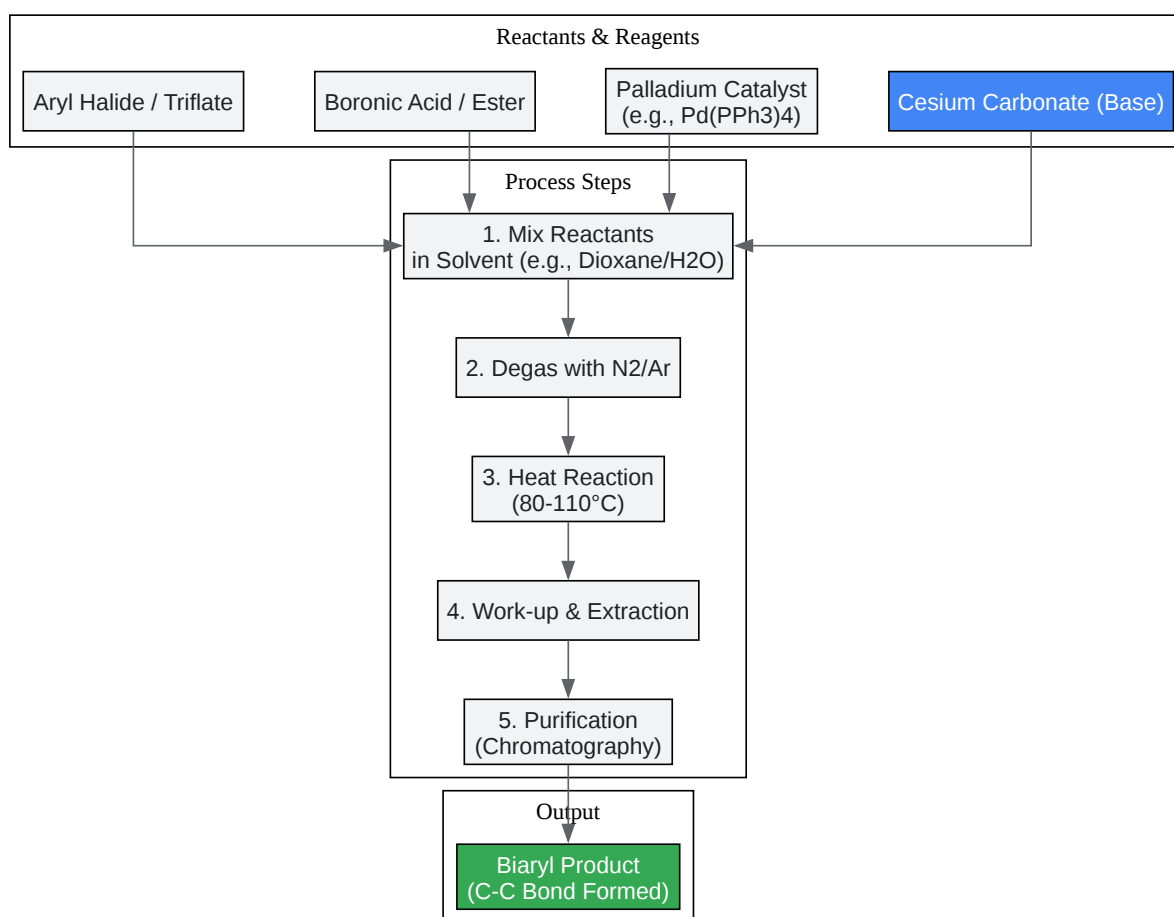 Reactants & Reagents
Aryl Halide / Triflate
Boronic Acid / Ester
Palladium Catalyst
(e.g., Pd(PPh3)4)
Cesium Carbonate (Base)
Process Steps
1. Mix Reactants
in Solvent (e.g., Dioxane/H2O)
2. Degas with N2/Ar
3. Heat Reaction
(80-110°C)
4. Work-up & Extraction
5. Purification
(Chromatography)
Output
Biaryl Product
(C-C Bond Formed)